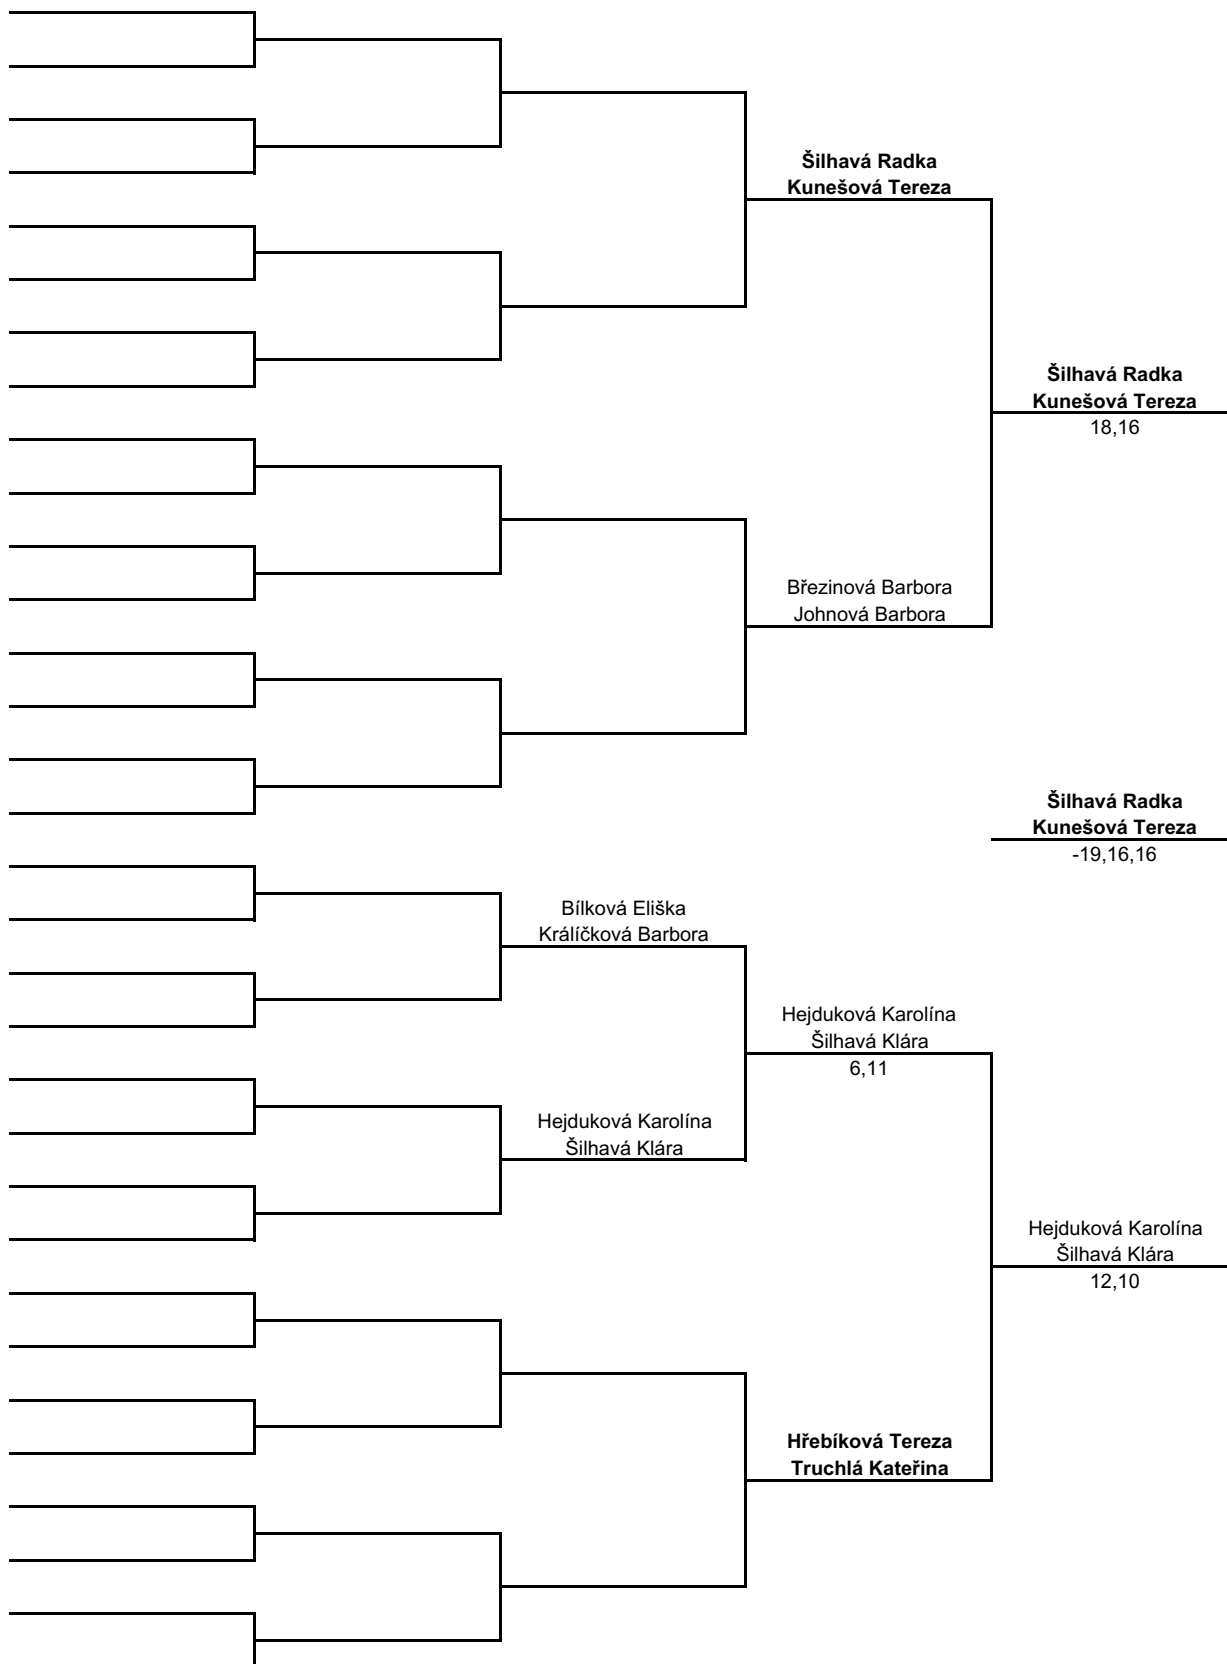 Šilhavá Radka
Kunešová Tereza
Šilhavá Radka
Kunešová Tereza
18,16
Březinová Barbora
Johnová Barbora
Šilhavá Radka
Kunešová Tereza
-19,16,16
Bílková Eliška
Králíčková Barbora
Hejduková Karolína
Šilhavá Klára
6,11
Hejduková Karolína
Šilhavá Klára
Hejduková Karolína
Šilhavá Klára
12,10
Hřebíková Tereza
Truchlá Kateřina